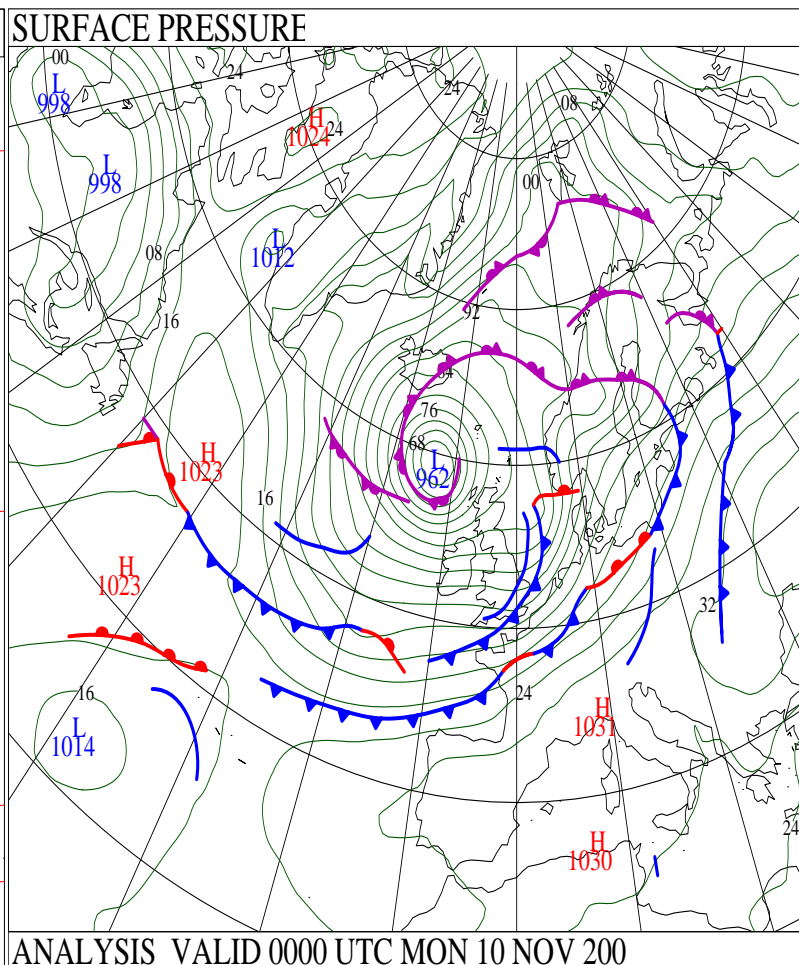 SURFACE PRESSURE
00
24
24
L
998
08
H
1024
24
L
998
00
L
1012
08
92
16
84
76
68
H
1023
L
962
16
H
1023
32
16
24
H
1031
L
1014
24
H
1030
ANALYSIS VALID 0000 UTC MON 10 NOV 200